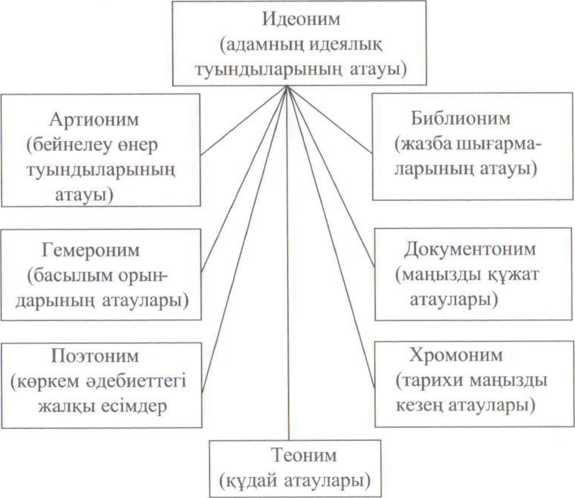 Идеоним
(адамның идеялық
туындыларының атауы)
Артионим
(бейнелеу өнер
туындыларының
атауы)
Библионим
(жазба шығарма-
ларының атауы)
Гемероним
(басылым орын-
дарының атаулары)
Документоним
(маңызды құжат
атаулары)
Поэтоним
(көркем әдебиеттегі
жалқы есімдер
Хромоним
(тарихи маңызды
кезең атаулары)
Теоним
(құдай атаулары)